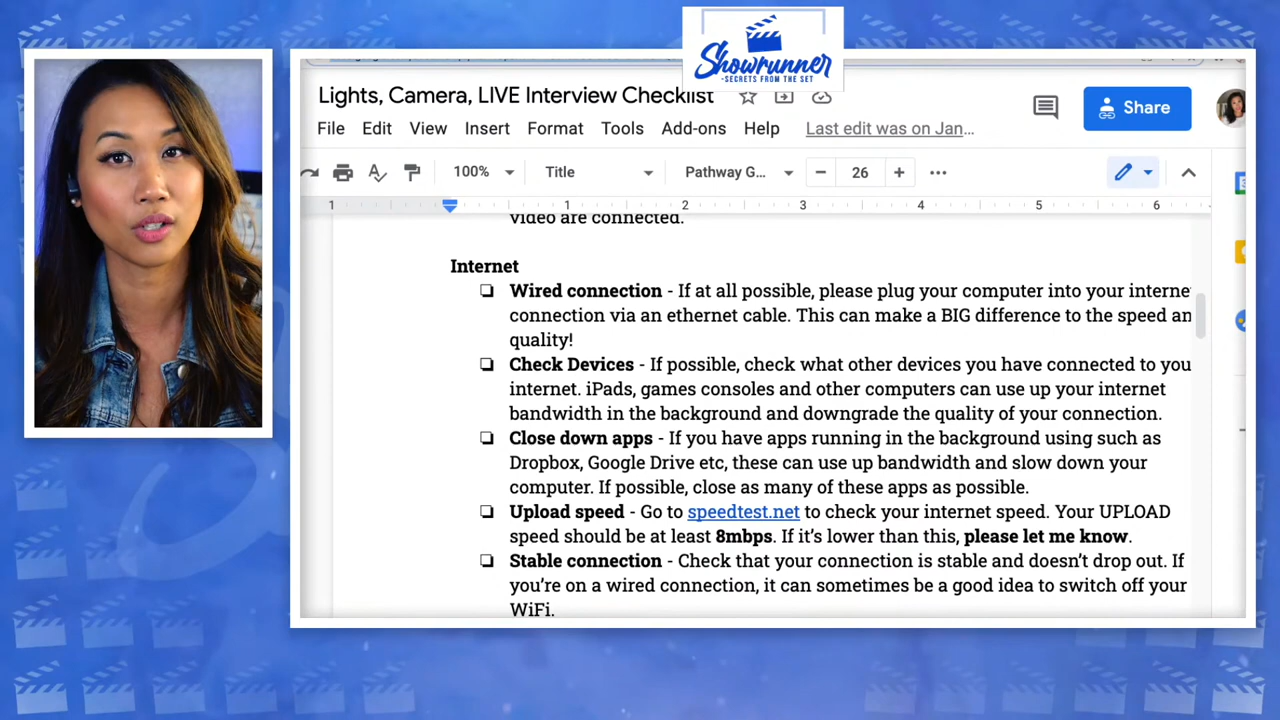 Showrunner
-SECRETS FROM THE SET
Lights, Camera, LIVE Interview Checklist
Share
File Edit View Insert Format Tools Add-ons Help Last edit was on Jan...
100% Title Pathway G... 26
1 1 2 3 4 5 6
video are connected.
Internet
Wired connection - If at all possible, please plug your computer into your interne
connection via an ethernet cable. This can make a BIG difference to the speed an
quality!
Check Devices - If possible, check what other devices you have connected to you
internet. iPads, games consoles and other computers can use up your internet
bandwidth in the background and downgrade the quality of your connection.
Close down apps - If you have apps running in the background using such as
Dropbox, Google Drive etc, these can use up bandwidth and slow down your
computer. If possible, close as many of these apps as possible.
Upload speed - Go to speedtest.net to check your internet speed. Your UPLOAD
speed should be at least 8mbps. If it's lower than this, please let me know.
Stable connection - Check that your connection is stable and doesn't drop out. If
you're on a wired connection, it can sometimes be a good idea to switch off your
WiFi.